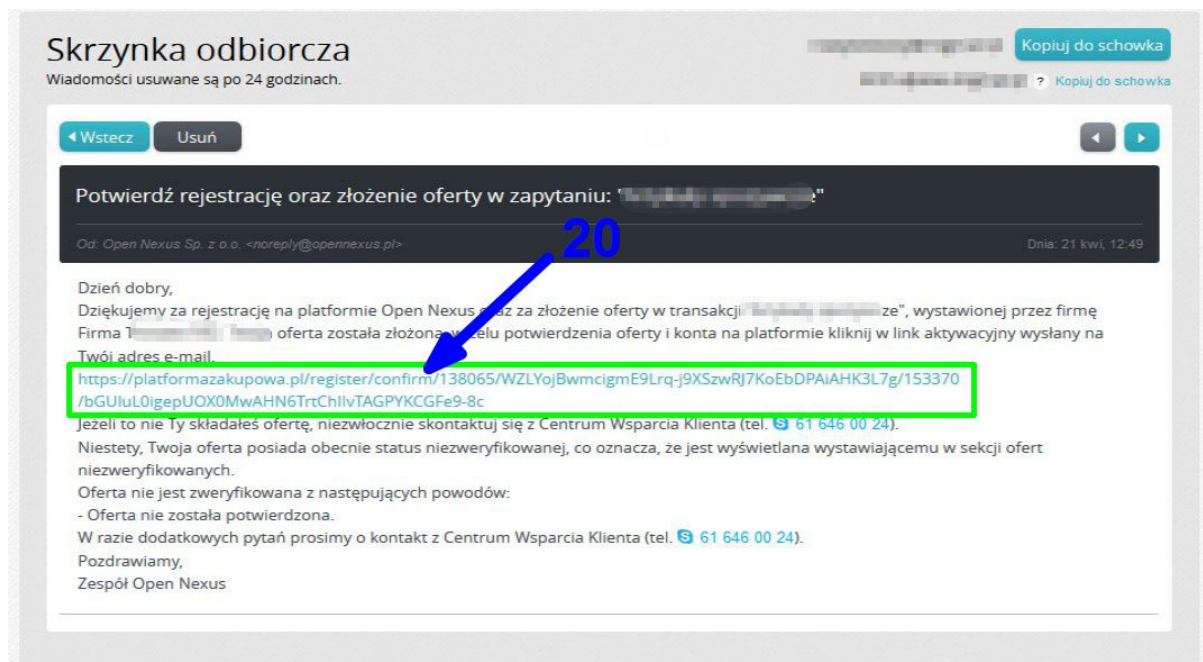 Skrzynka odbiorcza
Kopiuj do schowka
Wiadomości usuwane są po 24 godzinach.
? Kopiuj do schowka
Wstecz Usuń
Potwierdź rejestrację oraz złożenie oferty w zapytaniu: " e"
20
Od: Open Nexus Sp. z o.o. <noreply@opennexus.pl> Dnia: 21 kwi, 12:49
Dzień dobry,
Dziękujemy za rejestrację na platformie Open Nexus oraz za złożenie oferty w transakcji ze", wystawionej przez firmę
Firma oferta została złożona, w celu potwierdzenia oferty i konta na platformie kliknij w link aktywacyjny wysłany na
Twój adres e-mail.
https://platformazakupowa.pl/register/confirm/138065/WZLYojBwmcigmE9Lrq-j9XSzwRJ7KoEbDPAiAHK3L7g/153370
/bGUIuL0igepUOX0MwAHN6TrtChIlvTAGPYKCGFe9-8c
Jeżeli to nie Ty składałeś ofertę, niezwłocznie skontaktuj się z Centrum Wsparcia Klienta (tel. 61 646 00 24).
Niestety, Twoja oferta posiada obecnie status niezweryfikowanej, co oznacza, że jest wyświetlana wystawiającemu w sekcji ofert
niezweryfikowanych.
Oferta nie jest zweryfikowana z następujących powodów:
- Oferta nie została potwierdzona.
W razie dodatkowych pytań prosimy o kontakt z Centrum Wsparcia Klienta (tel. 61 646 00 24).
Pozdrawiamy,
Zespół Open Nexus